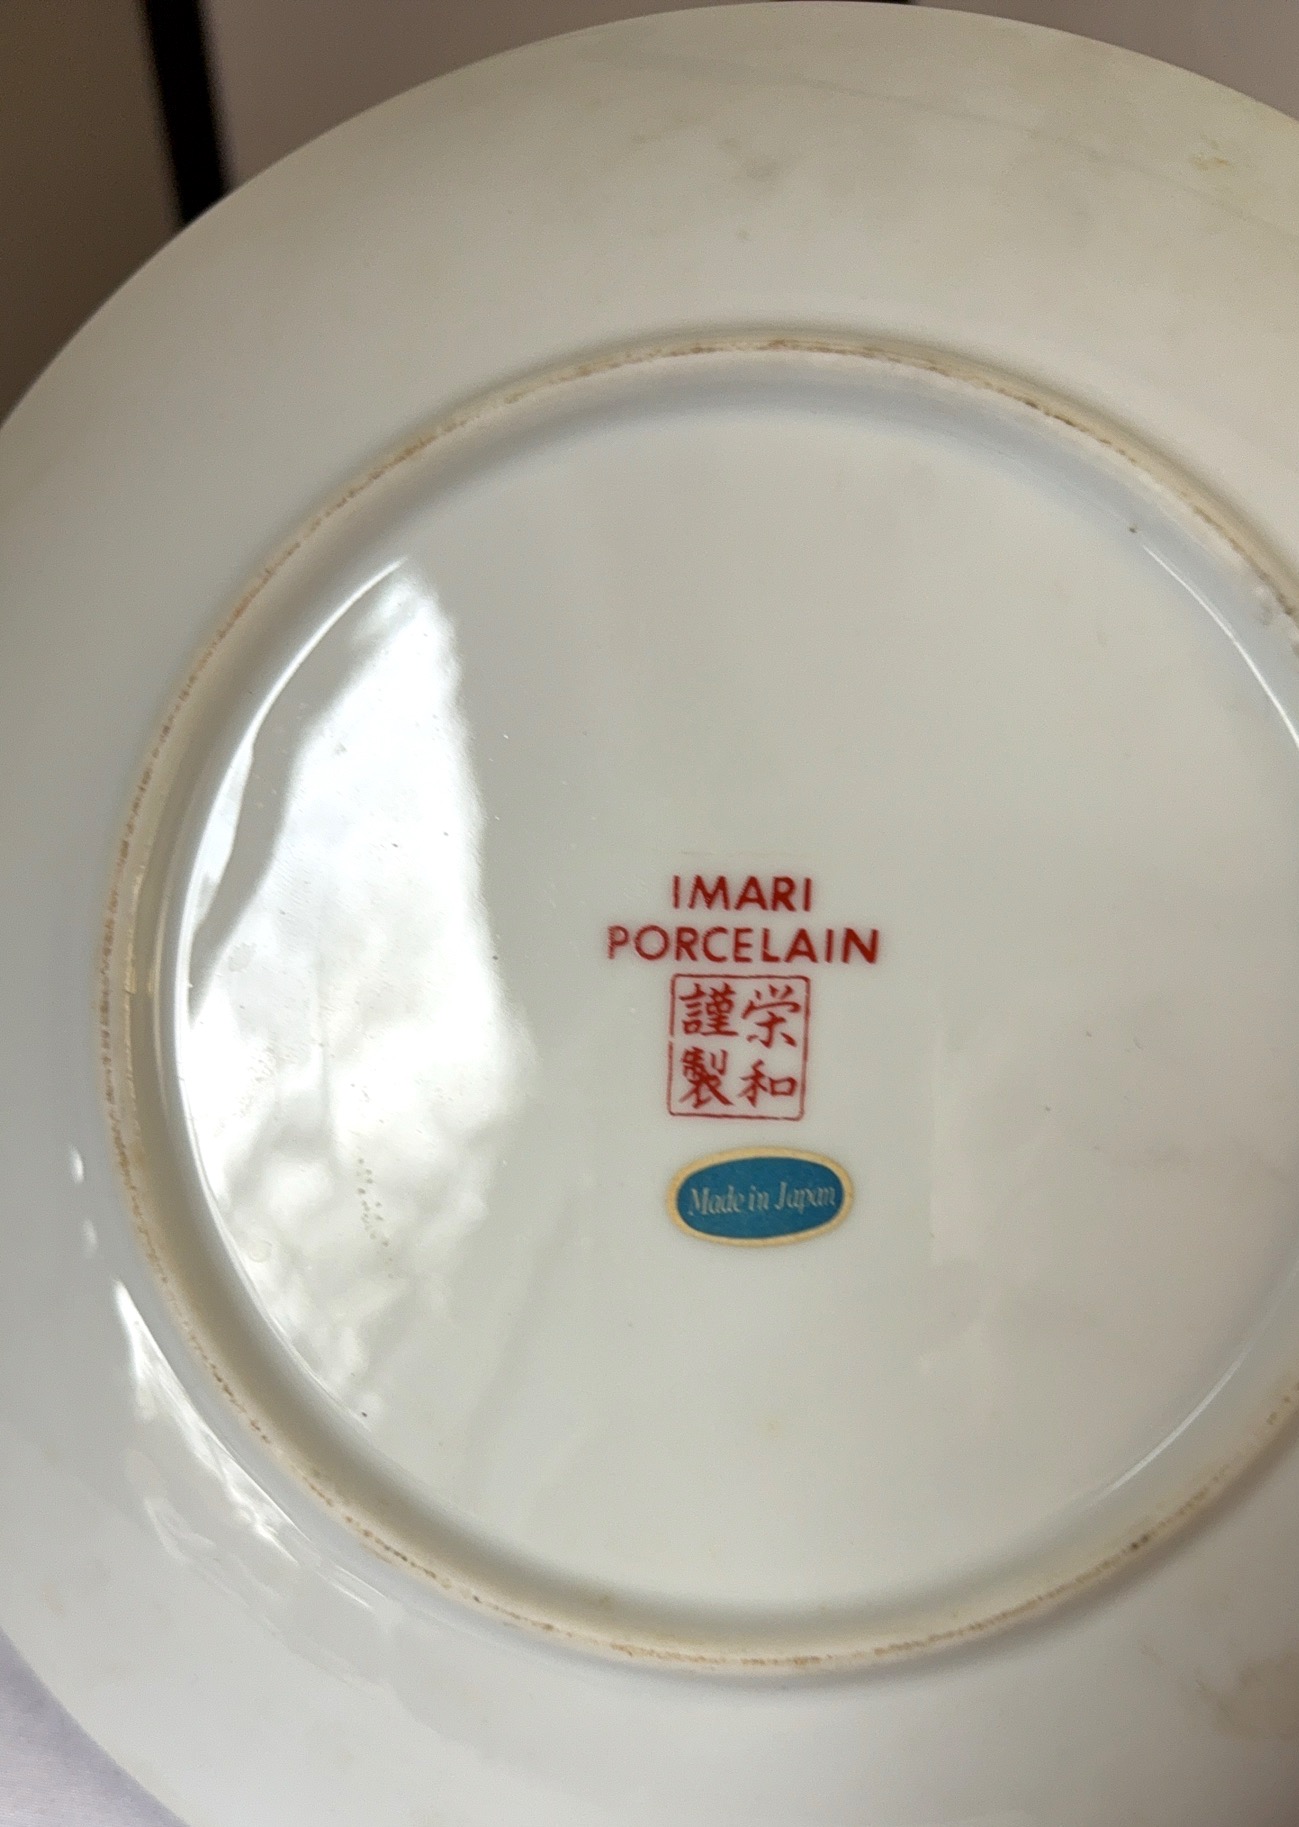 IMARI
PORCELAIN
栄和
謹製
Made in Japan